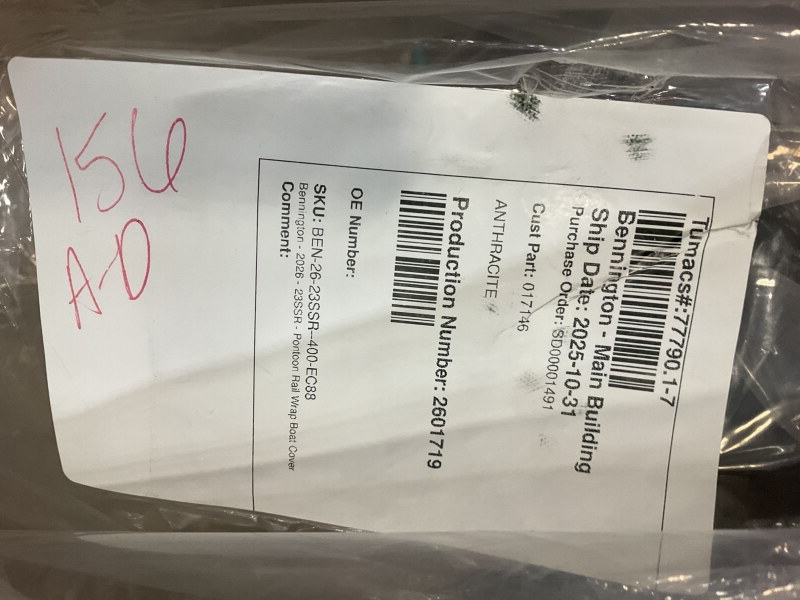 Tumacs#:77790.1-7
Bennington - Main Building
Ship Date: 2025-10-31
Purchase Order: SD00001491
Cust Part: 017146
ANTHRACITE
Production Number: 2601719
OE Number:
SKU: BEN-26-23SSR--400-EC88
Bennington - 2026 - 23SSR - Pontoon Rail Wrap Boat Cover
Comment:
156
A-D